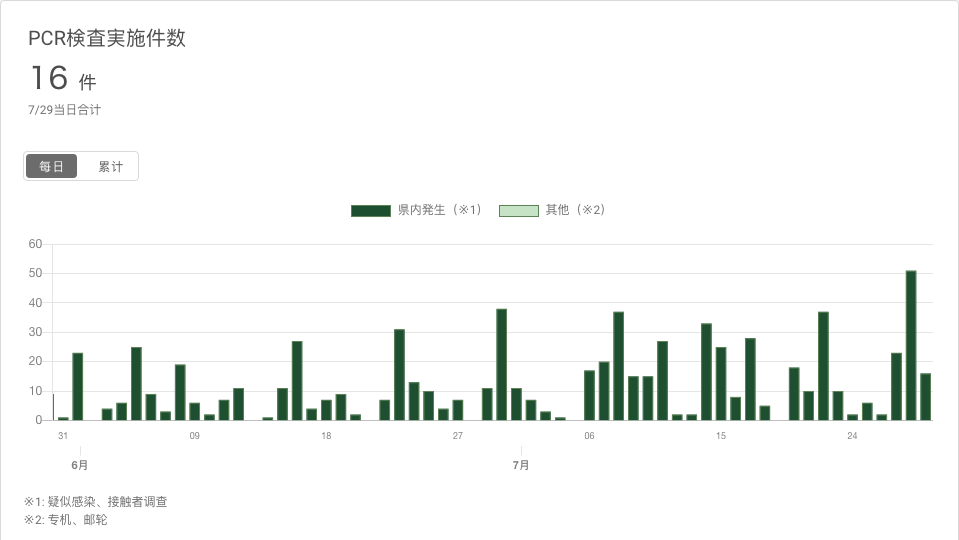 PCR検査実施件数
16 件
7/29当日合计
每日 累计
県内発生（※1） 其他（※2）
60
50
40
30
20
10
0
31 09 18 27 06 15 24
6月 7月
※1: 疑似感染、接触者调查
※2: 专机、邮轮